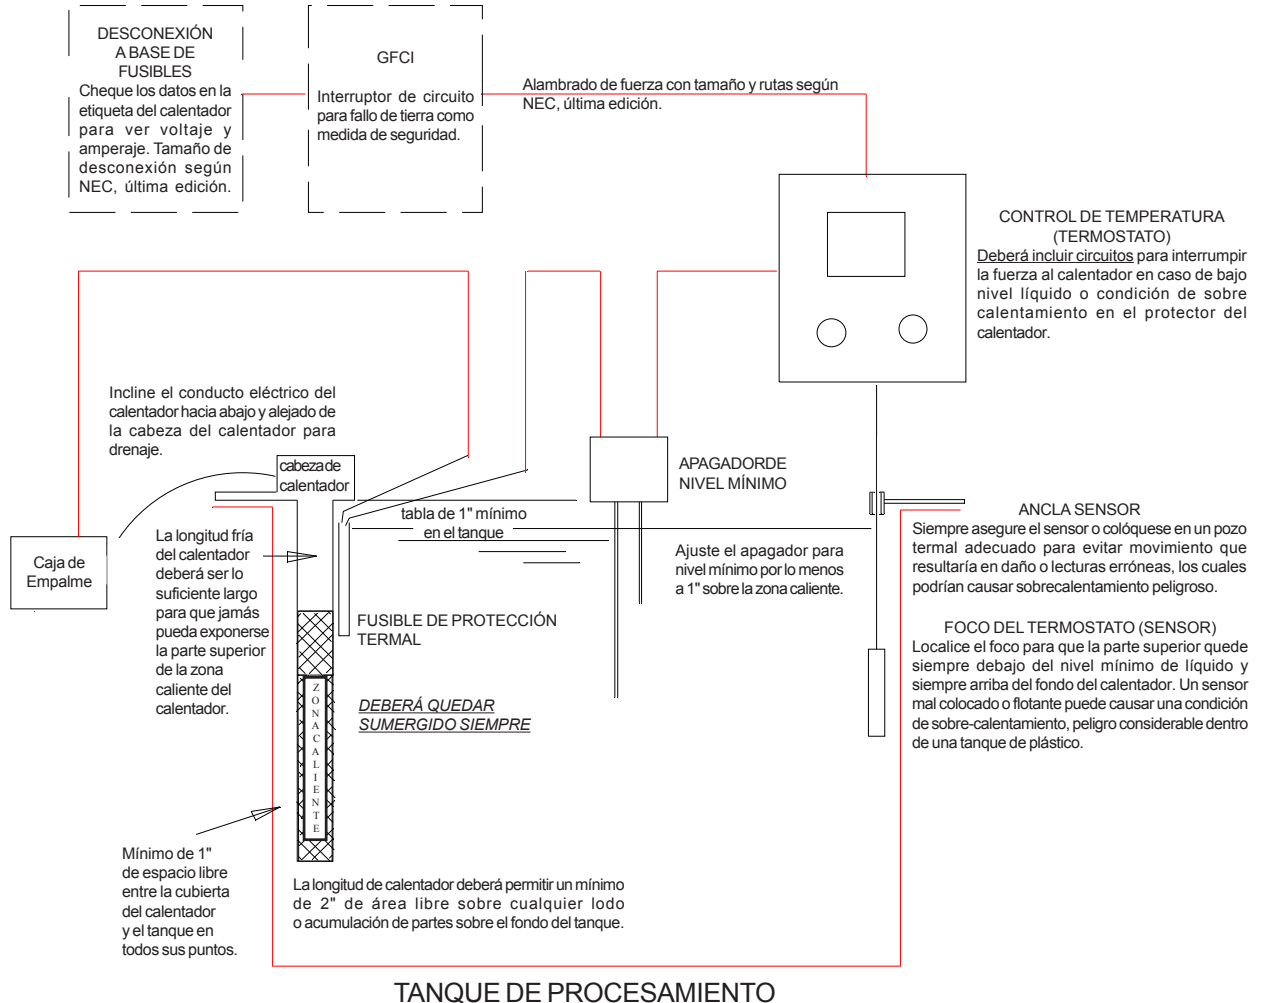 DESCONEXIÓN
A BASE DE
FUSIBLES
Cheque los datos en la
etiqueta del calentador
para ver voltaje y
amperaje. Tamaño de
desconexión según
NEC, última edición.
GFCI
Interruptor de circuito
para fallo de tierra como
medida de seguridad.
Alambrado de fuerza con tamaño y rutas según
NEC, última edición.
CONTROL DE TEMPERATURA
(TERMOSTATO)
Deberá incluir circuitos para interrumpir
la fuerza al calentador en caso de bajo
nivel líquido o condición de sobre
calentamiento en el protector del
calentador.
Incline el conducto eléctrico del
calentador hacia abajo y alejado de
la cabeza del calentador para
drenaje.
cabeza de
calentador
APAGADORDE
NIVEL MÍNIMO
tabla de 1" mínimo
en el tanque
Caja de
Empalme
La longitud fría
del calentador
deberá ser lo
suficiente largo
para que jamás
pueda exponerse
la parte superior
de la zona
caliente del
calentador.
Ajuste el apagador para
nivel mínimo por lo menos
a 1" sobre la zona caliente.
ANCLA SENSOR
Siempre asegure el sensor o colóquese en un pozo
termal adecuado para evitar movimiento que
resultaría en daño o lecturas erróneas, los cuales
podrían causar sobrecalentamiento peligroso.
FUSIBLE DE PROTECCIÓN
TERMAL
FOCO DEL TERMOSTATO (SENSOR)
Localice el foco para que la parte superior quede
siempre debajo del nivel mínimo de líquido y
siempre arriba del fondo del calentador. Un sensor
mal colocado o flotante puede causar una condición
de sobre-calentamiento, peligro considerable dentro
de una tanque de plástico.
DEBERÁ QUEDAR
SUMERGIDO SIEMPRE
ZONA CALIENTE
Mínimo de 1"
de espacio libre
entre la cubierta
del calentador
y el tanque en
todos sus puntos.
La longitud de calentador deberá permitir un mínimo
de 2" de área libre sobre cualquier lodo
o acumulación de partes sobre el fondo del tanque.
TANQUE DE PROCESAMIENTO